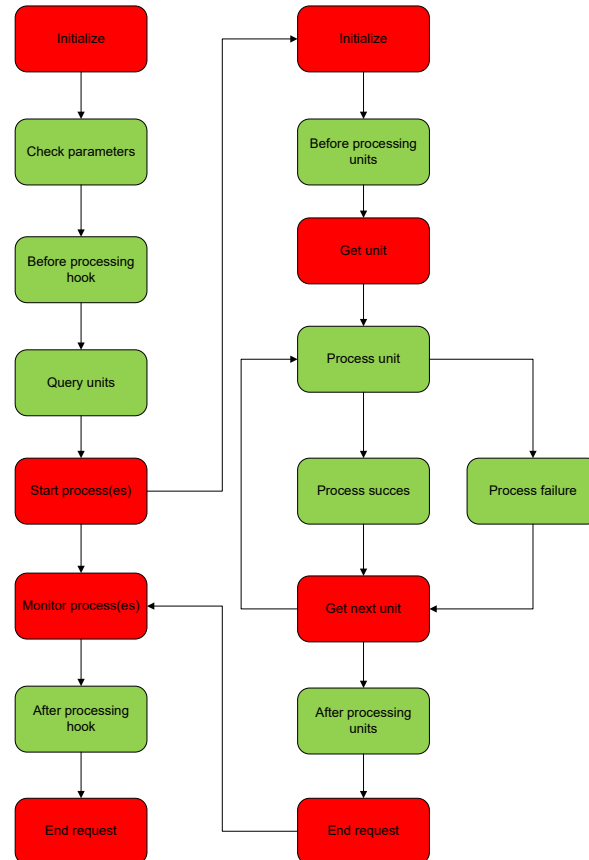 Initialize
Check parameters
Before processing
hook
Query units
Start process(es)
Monitor process(es)
After processing
hook
End request
Initialize
Before processing
units
Get unit
Process unit
Process succes
Process failure
Get next unit
After processing
units
End request